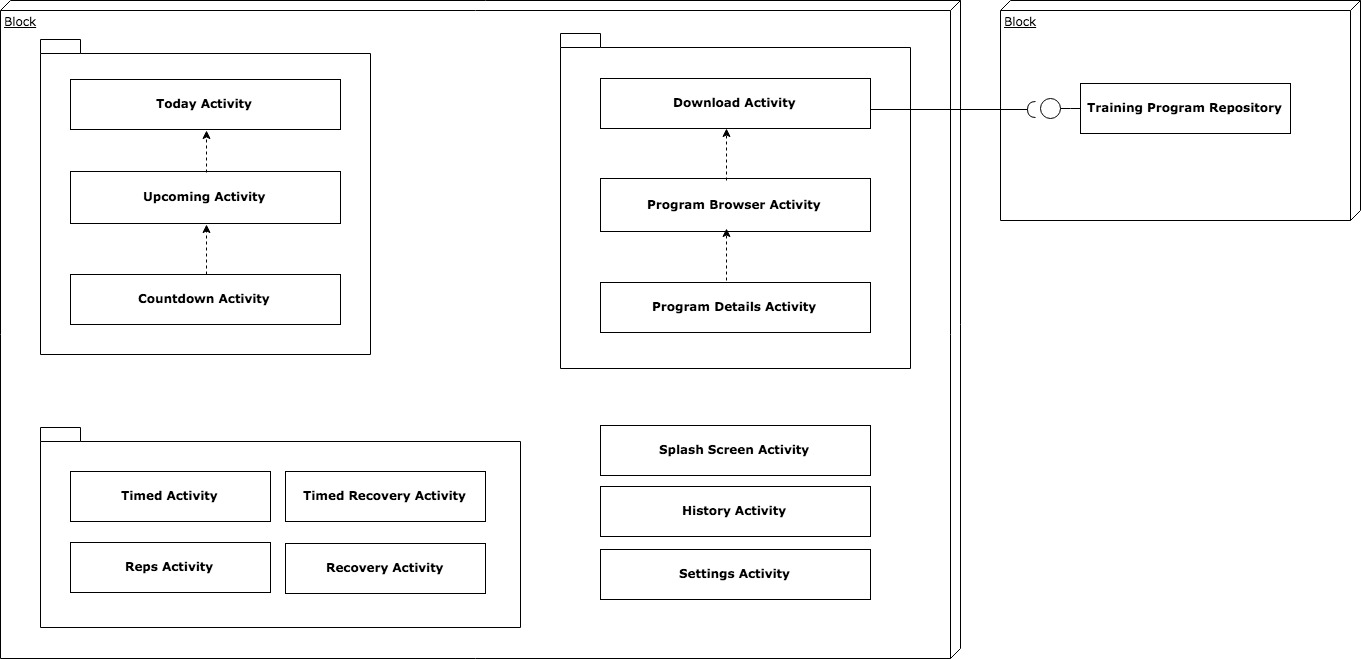 Block
Today Activity
Upcoming Activity
Countdown Activity
Download Activity
Program Browser Activity
Program Details Activity
Timed Activity
Timed Recovery Activity
Reps Activity
Recovery Activity
Splash Screen Activity
History Activity
Settings Activity
Block
Training Program Repository